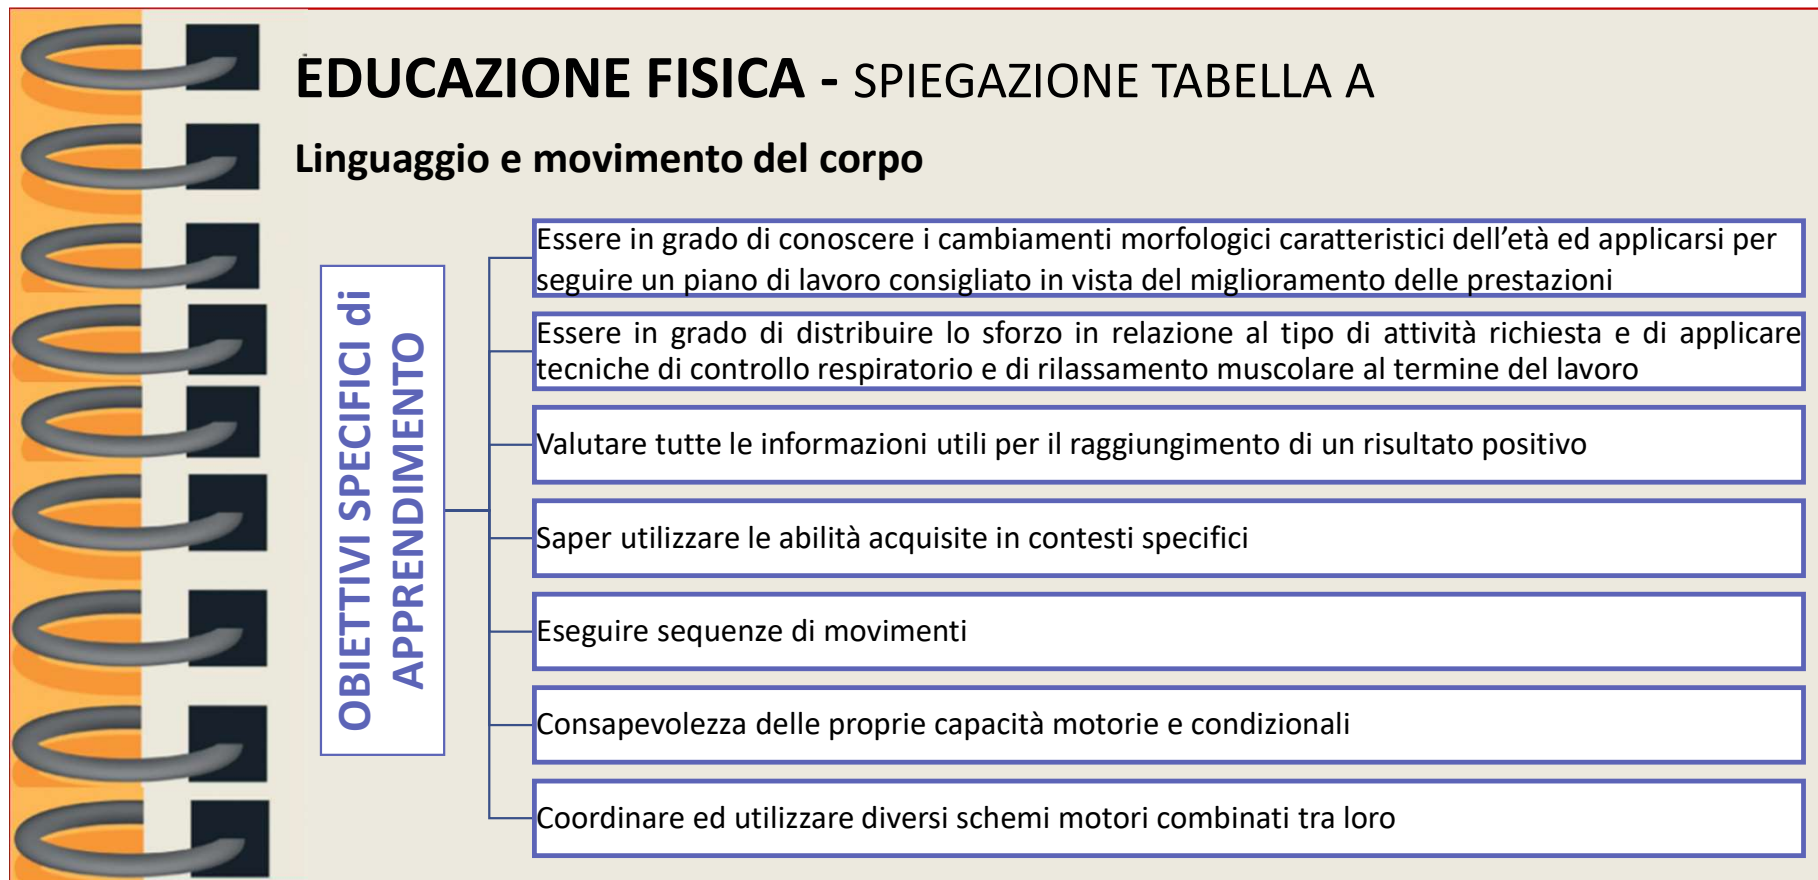 EDUCAZIONE FISICA - SPIEGAZIONE TABELLA A
Linguaggio e movimento del corpo
OBIETTIVI SPECIFICI di
APPRENDIMENTO
Essere in grado di conoscere i cambiamenti morfologici caratteristici dell’età ed applicarsi per
seguire un piano di lavoro consigliato in vista del miglioramento delle prestazioni
Essere in grado di distribuire lo sforzo in relazione al tipo di attività richiesta e di applicare
tecniche di controllo respiratorio e di rilassamento muscolare al termine del lavoro
Valutare tutte le informazioni utili per il raggiungimento di un risultato positivo
Saper utilizzare le abilità acquisite in contesti specifici
Eseguire sequenze di movimenti
Consapevolezza delle proprie capacità motorie e condizionali
Coordinare ed utilizzare diversi schemi motori combinati tra loro